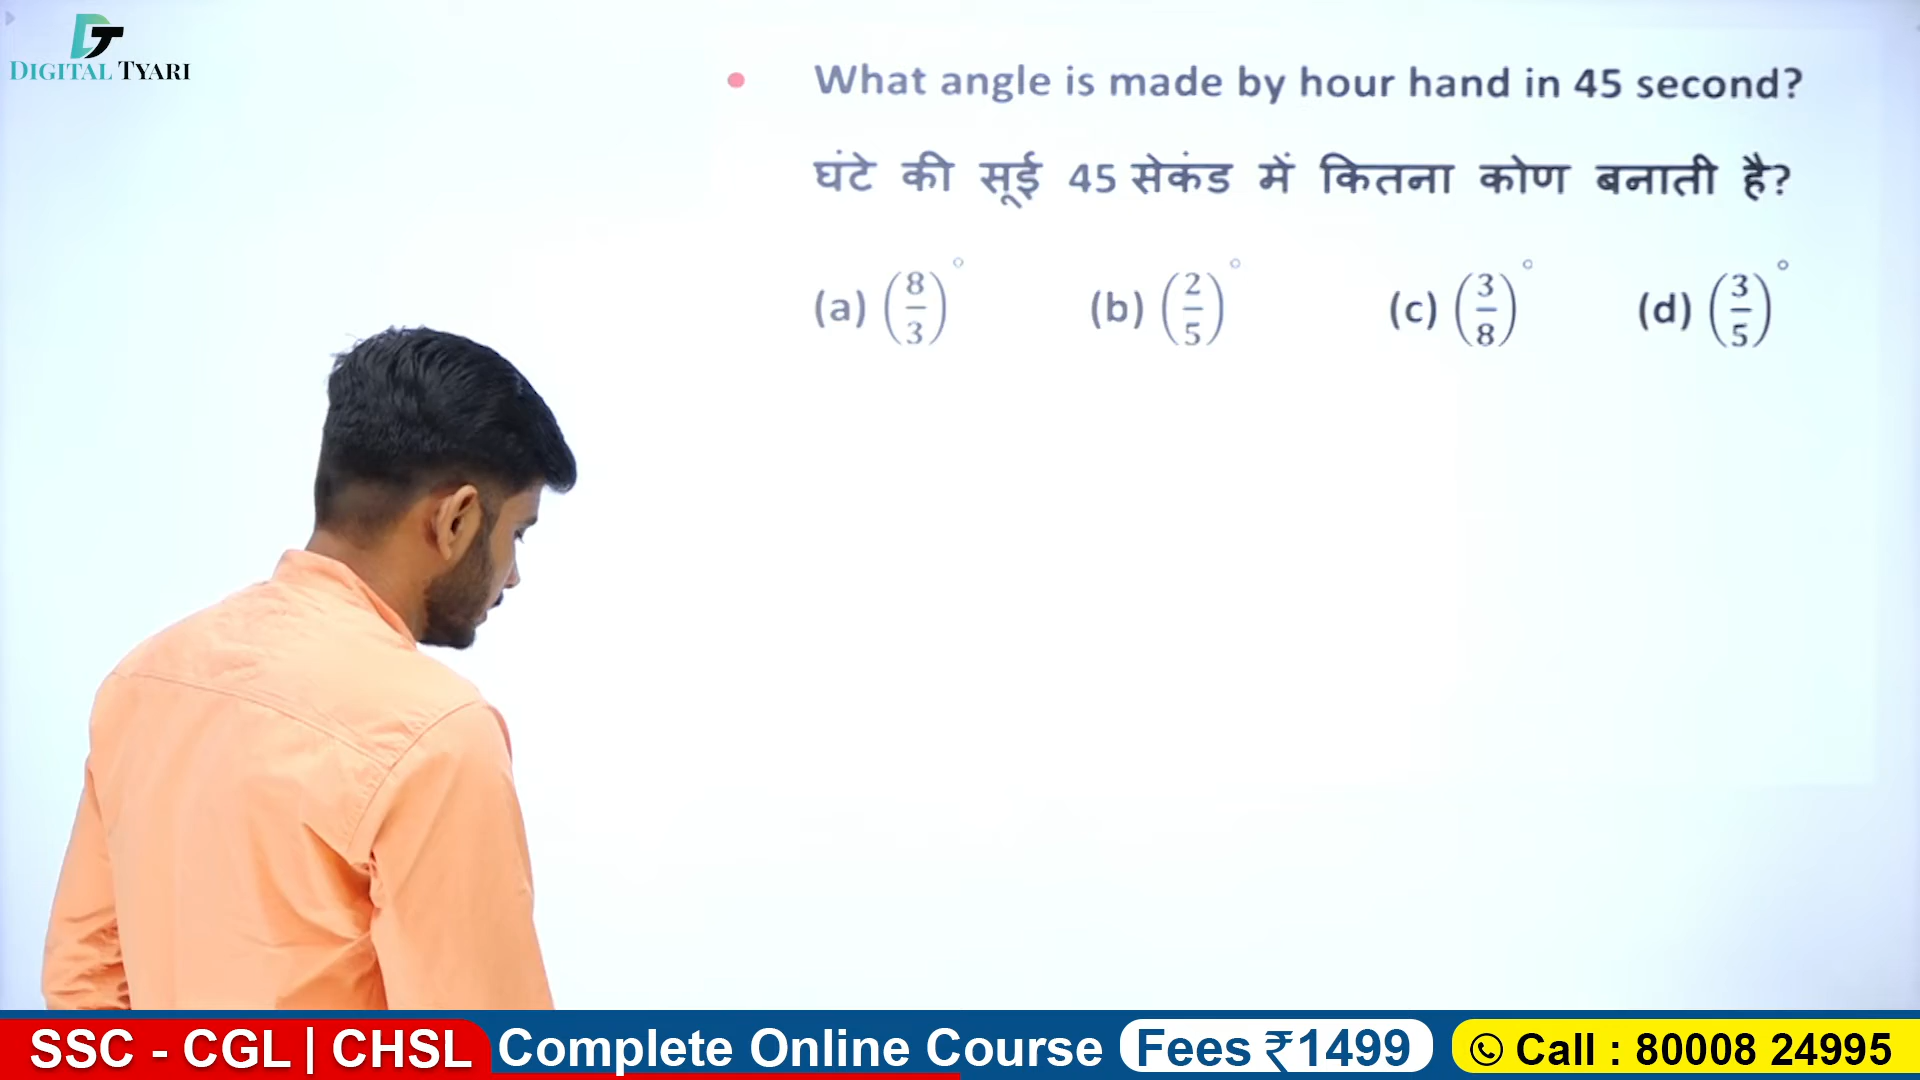 DT
DIGITAL TYARI
• What angle is made by hour hand in 45 second?
घंटे की सूई 45 सेकंड में कितना कोण बनाती है?
(a) (8/3)° (b) (2/5)° (c) (3/8)° (d) (3/5)°
SSC - CGL | CHSL Complete Online Course Fees ₹1499 Call : 80008 24995